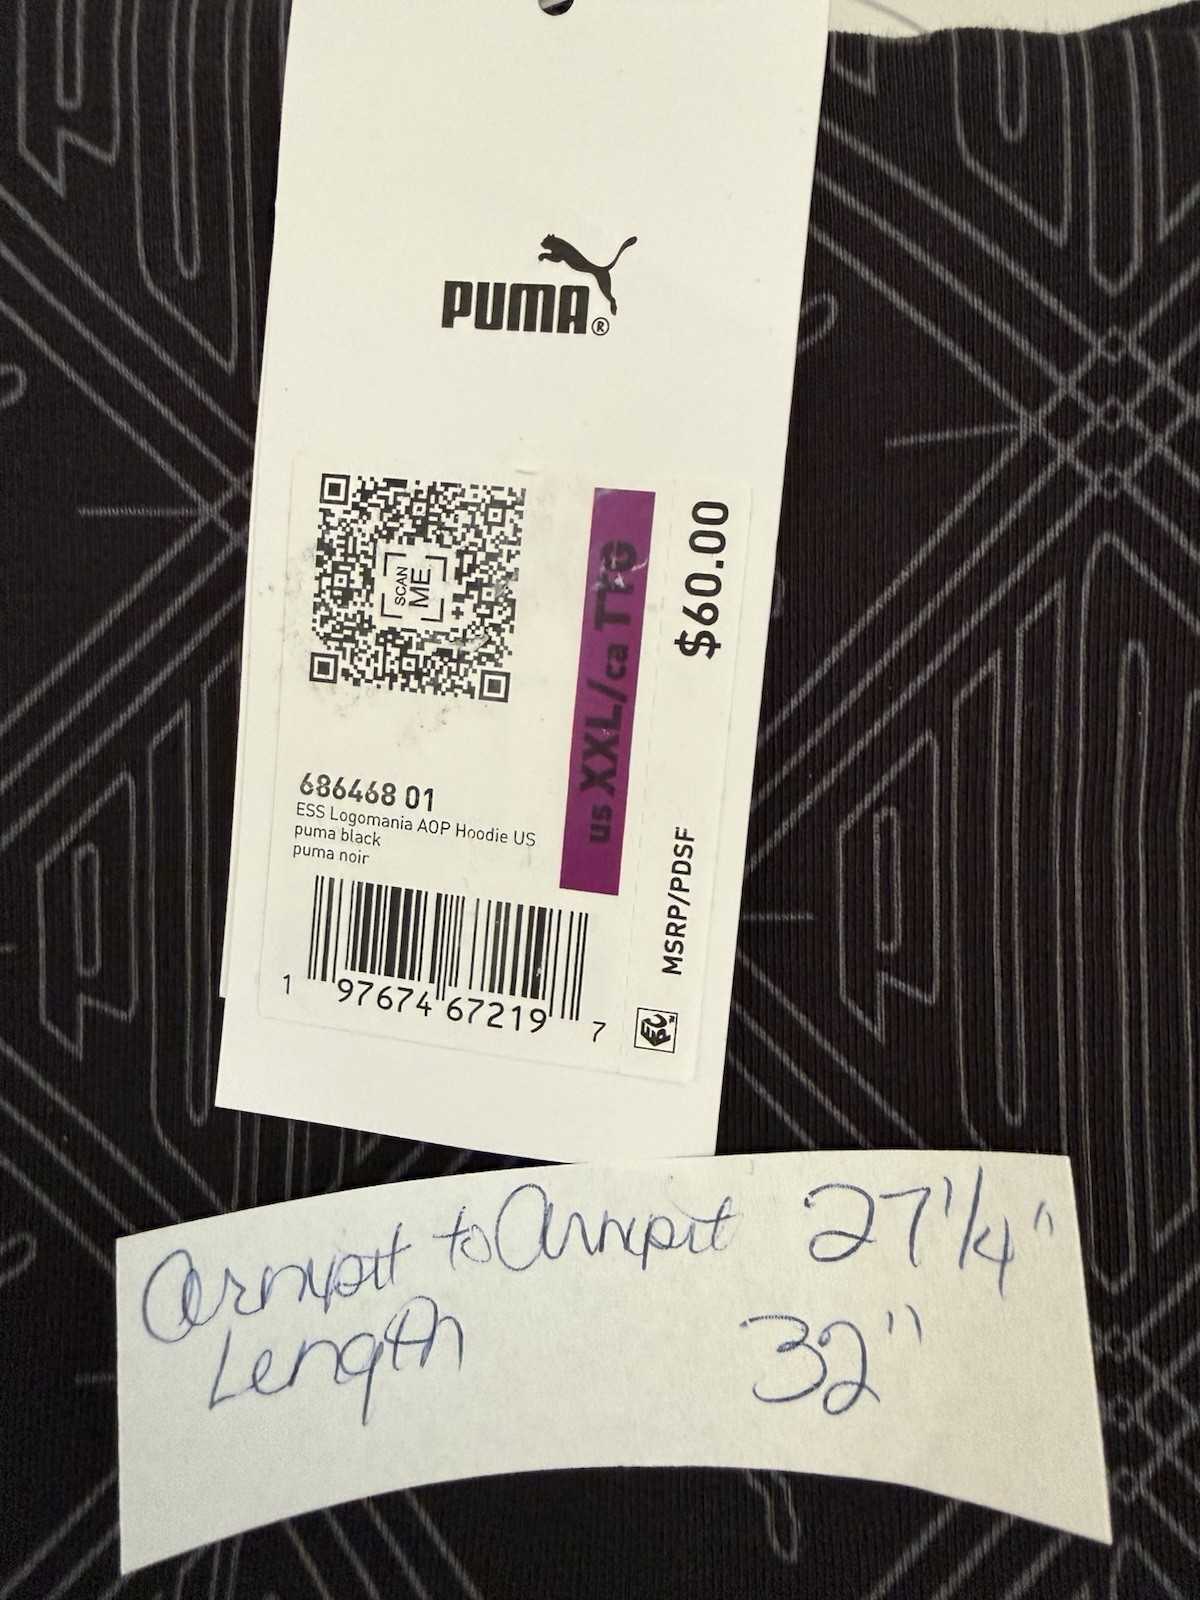 PUMA®
SCAN
ME
us XXL/ca TTG
$60.00
MSRP/PDSF
686468 01
ESS Logomania AOP Hoodie US
puma black
puma noir
1 97674 67219 7
Armpit to Armpit 27 1/4"
Length 32"